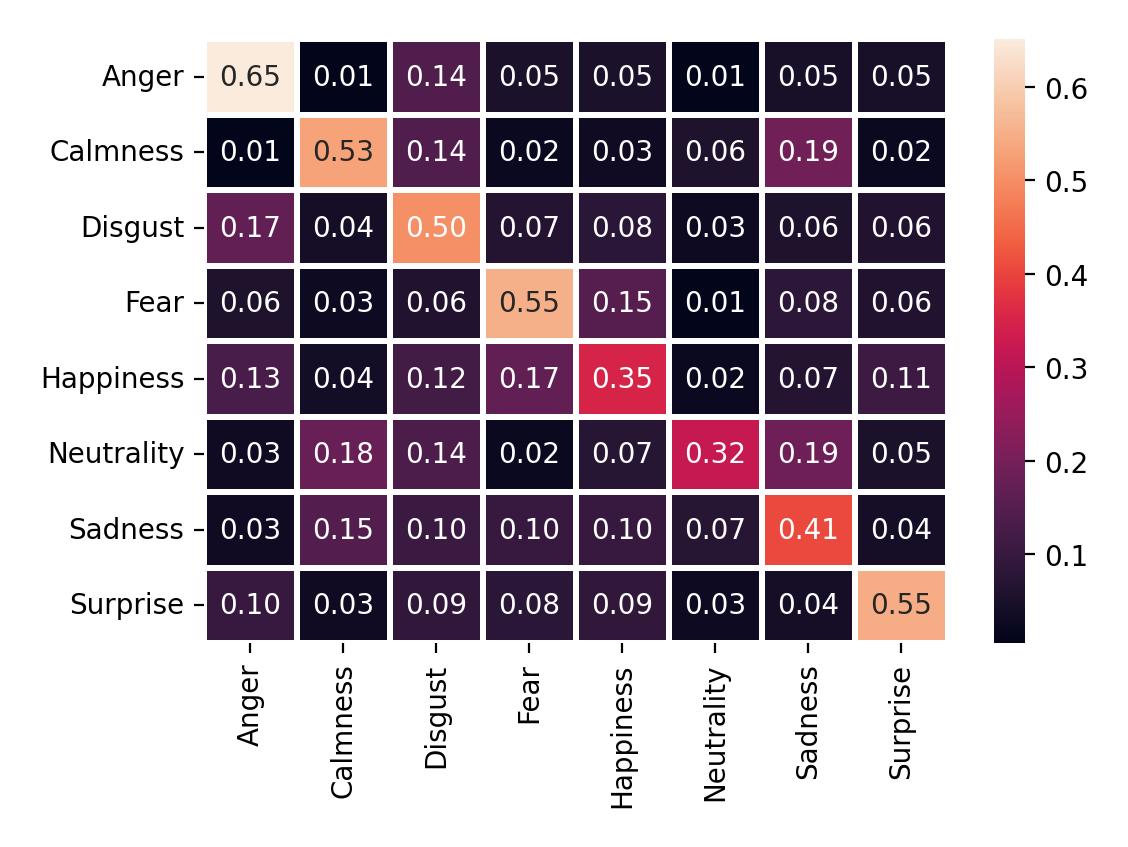 Anger 0.65 0.01 0.14 0.05 0.05 0.01 0.05 0.05
Calmness 0.01 0.53 0.14 0.02 0.03 0.06 0.19 0.02
Disgust 0.17 0.04 0.50 0.07 0.08 0.03 0.06 0.06
Fear 0.06 0.03 0.06 0.55 0.15 0.01 0.08 0.06
Happiness 0.13 0.04 0.12 0.17 0.35 0.02 0.07 0.11
Neutrality 0.03 0.18 0.14 0.02 0.07 0.32 0.19 0.05
Sadness 0.03 0.15 0.10 0.10 0.10 0.07 0.41 0.04
Surprise 0.10 0.03 0.09 0.08 0.09 0.03 0.04 0.55
Anger Calmness Disgust Fear Happiness Neutrality Sadness Surprise
0.6
0.5
0.4
0.3
0.2
0.1